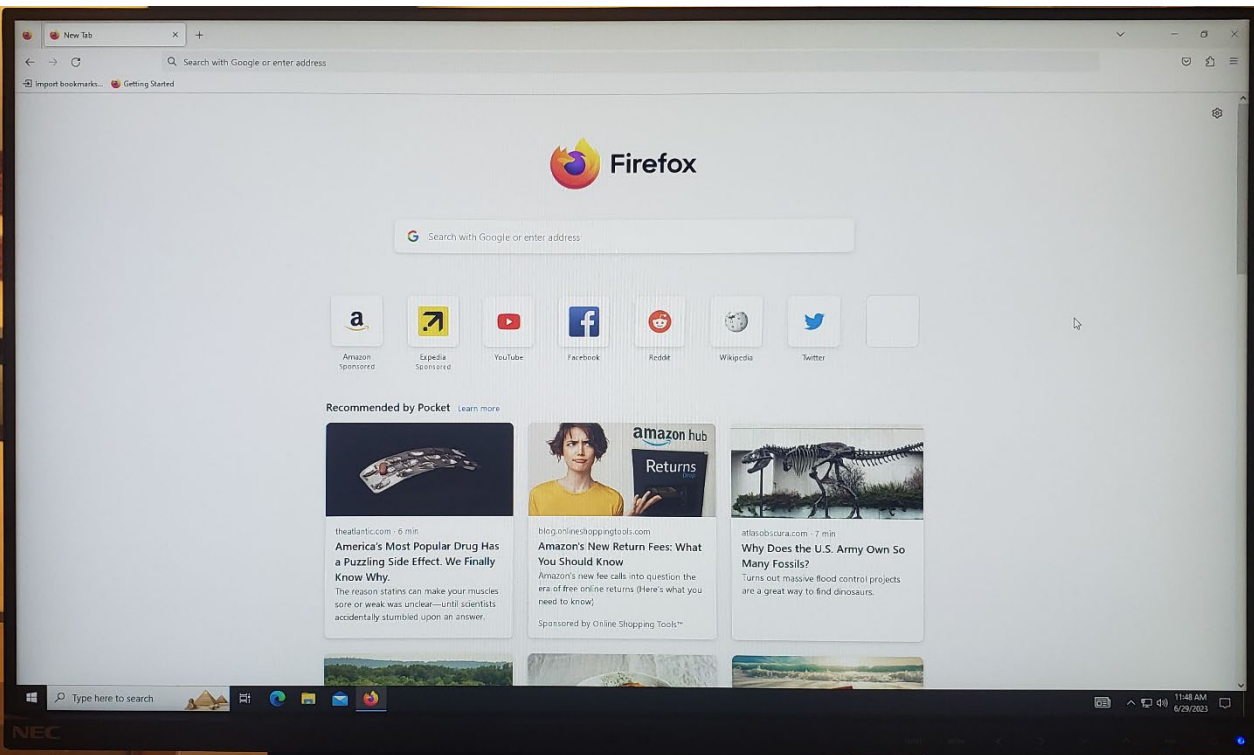 New Tab
Search with Google or enter address
Import bookmarks... Getting Started
Firefox
G Search with Google or enter address
a
Amazon
Sponsored
Expedia
Sponsored
YouTube
f
Facebook
Reddit
W
Wikipedia
Twitter
Recommended by Pocket Learn more
theatlantic.com · 6 min
America's Most Popular Drug Has
a Puzzling Side Effect. We Finally
Know Why.
The reason statins can make your muscles
sore or weak was unclear—until scientists
accidentally stumbled upon an answer.
amazon hub
Returns
blog.onlineshoppingtools.com
Amazon's New Return Fees: What
You Should Know
Amazon's new fee calls into question the
era of free online returns (Here's what you
need to know)
Sponsored by Online Shopping Tools™
atlasobscura.com · 7 min
Why Does the U.S. Army Own So
Many Fossils?
Turns out massive flood control projects
are a great way to find dinosaurs.
Type here to search
11:48 AM
6/29/2023
NEC